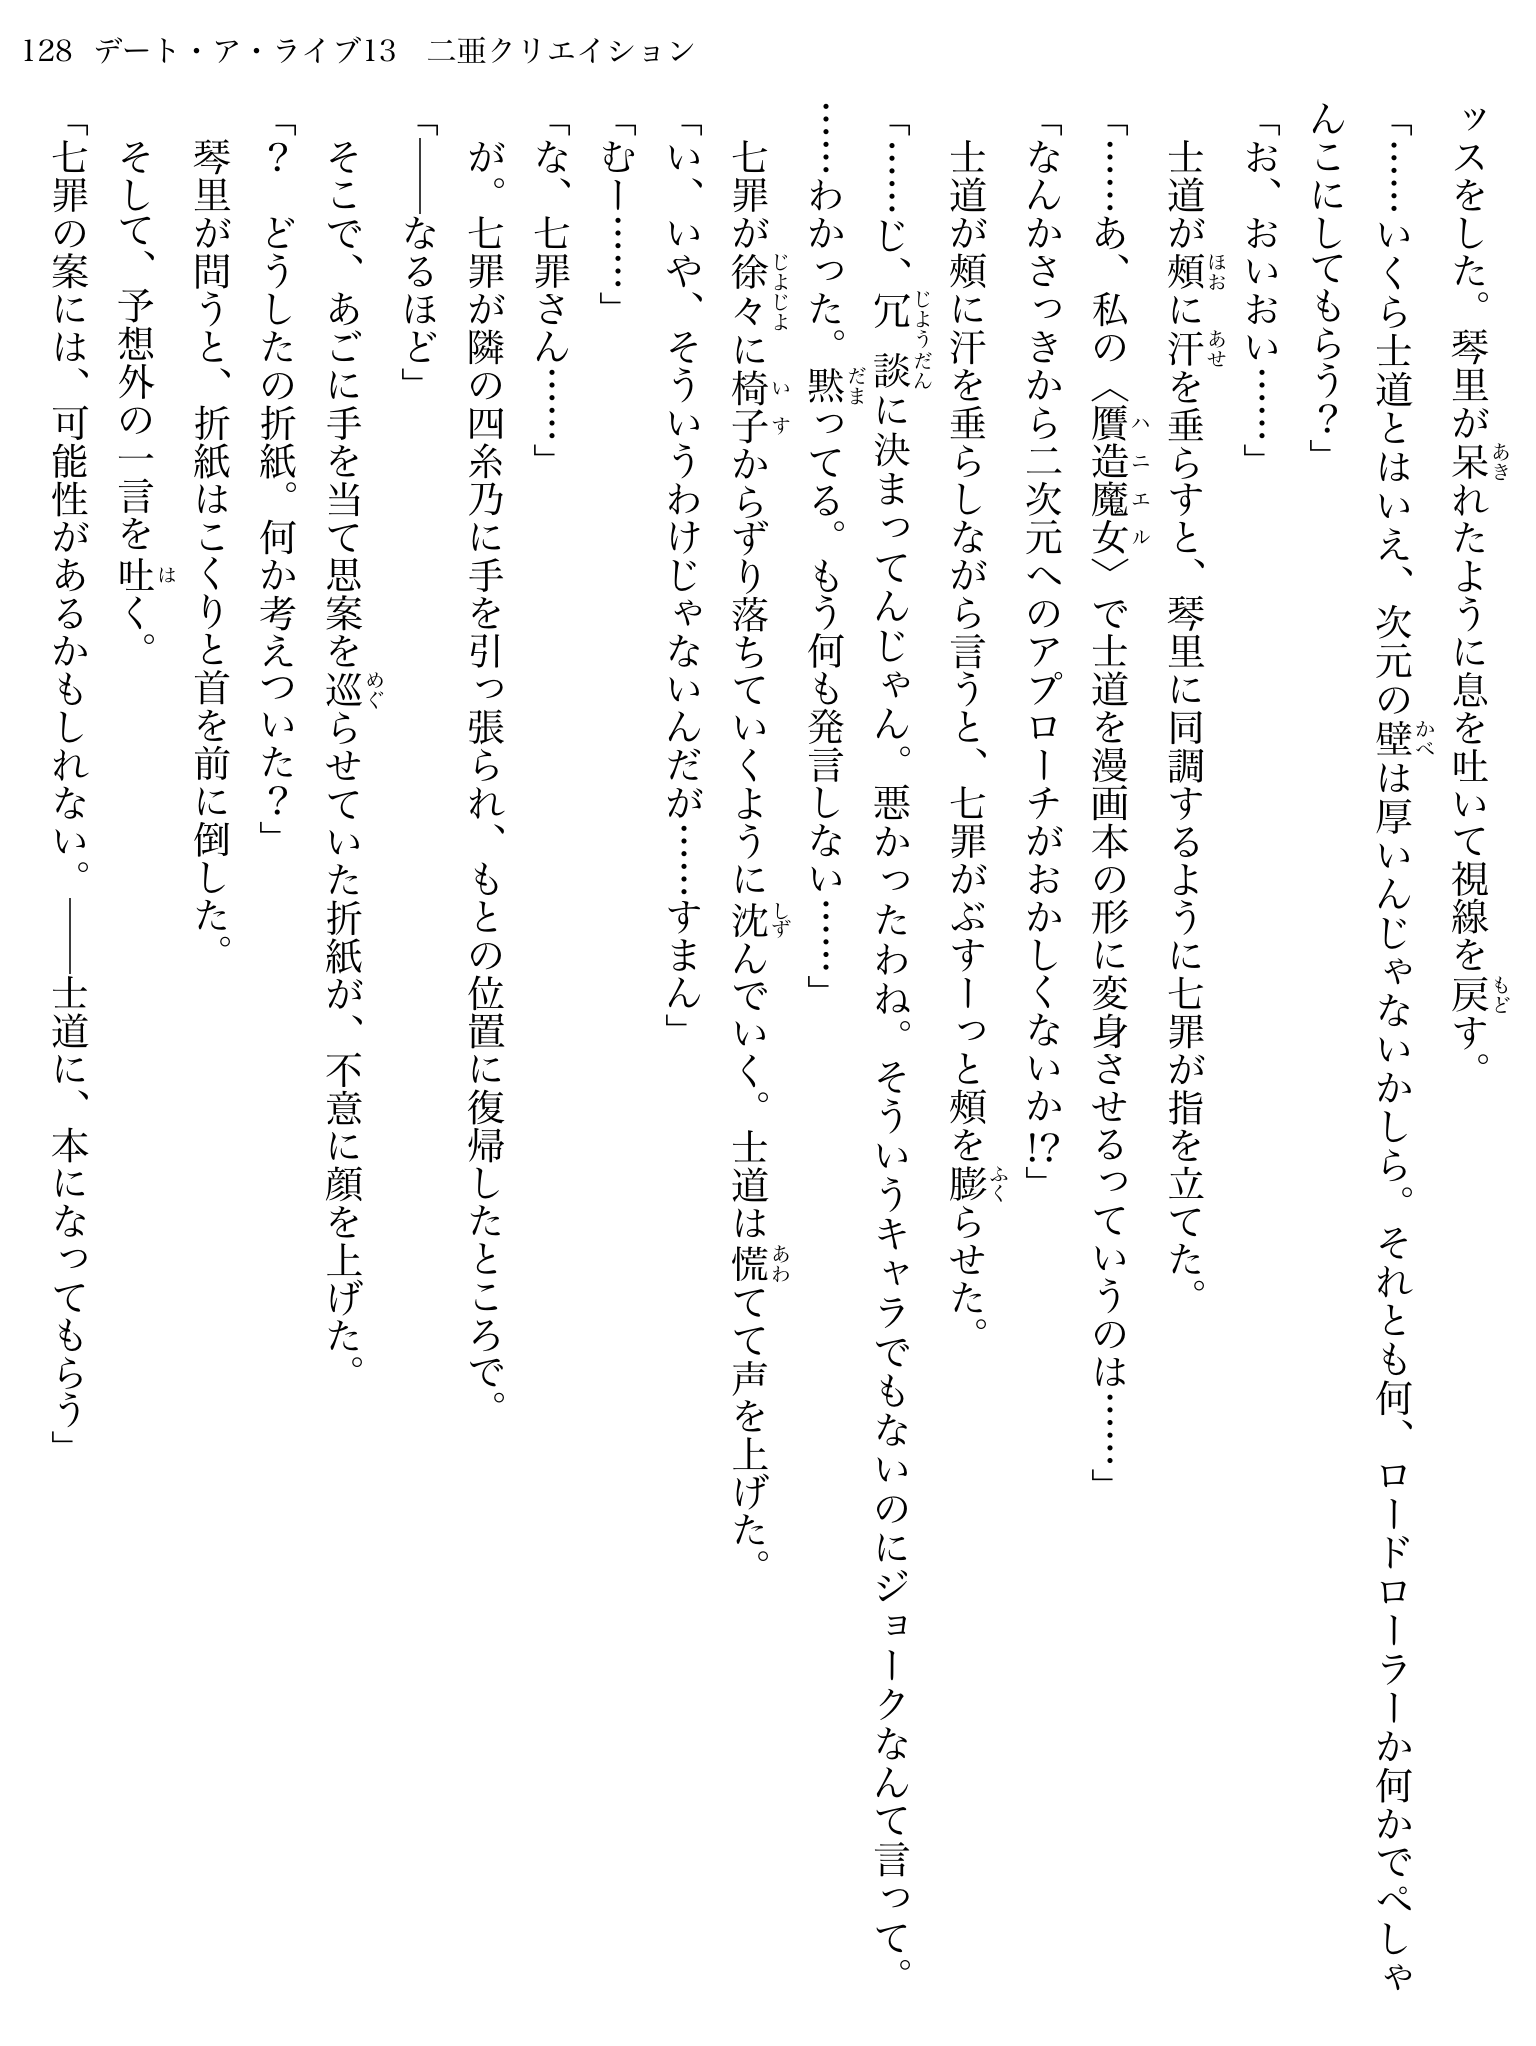 128 デート・ア・ライブ13　二亜クリエイション
ッスをした。琴里が呆れたように息を吐いて視線を戻す。
「……いくら士道とはいえ、次元の壁は厚いんじゃないかしら。それとも何、ロードローラーか何かでぺしゃ
んこにしてもらう？」
「お、おいおい……」
　士道が頰に汗を垂らすと、琴里に同調するように七罪が指を立てた。
「……あ、私の〈贋造魔女〉で士道を漫画本の形に変身させるっていうのは……」
「なんかさっきから二次元へのアプローチがおかしくないか!?」
　士道が頰に汗を垂らしながら言うと、七罪がぶすーっと頰を膨らせた。
「……じ、冗談に決まってんじゃん。悪かったわね。そういうキャラでもないのにジョークなんて言って。
……わかった。黙ってる。もう何も発言しない……」
　七罪が徐々に椅子からずり落ちていくように沈んでいく。士道は慌てて声を上げた。
「い、いや、そういうわけじゃないんだが……すまん」
「むー……」
「な、七罪さん……」
　が。七罪が隣の四糸乃に手を引っ張られ、もとの位置に復帰したところで。
「――なるほど」
　そこで、あごに手を当て思案を巡らせていた折紙が、不意に顔を上げた。
「？　どうしたの折紙。何か考えついた？」
　琴里が問うと、折紙はこくりと首を前に倒した。
　そして、予想外の一言を吐く。
「七罪の案には、可能性があるかもしれない。――士道に、本になってもらう」